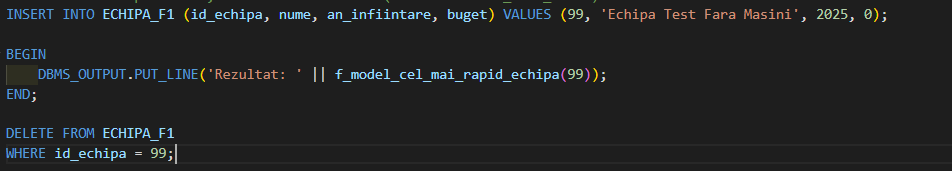 INSERT INTO ECHIPA_F1 (id_echipa, nume, an_infiintare, buget) VALUES (99, 'Echipa Test Fara Masini', 2025, 0);
BEGIN
DBMS_OUTPUT.PUT_LINE('Rezultat: ' || f_model_cel_mai_rapid_echipa(99));
END;
DELETE FROM ECHIPA_F1
WHERE id_echipa = 99;